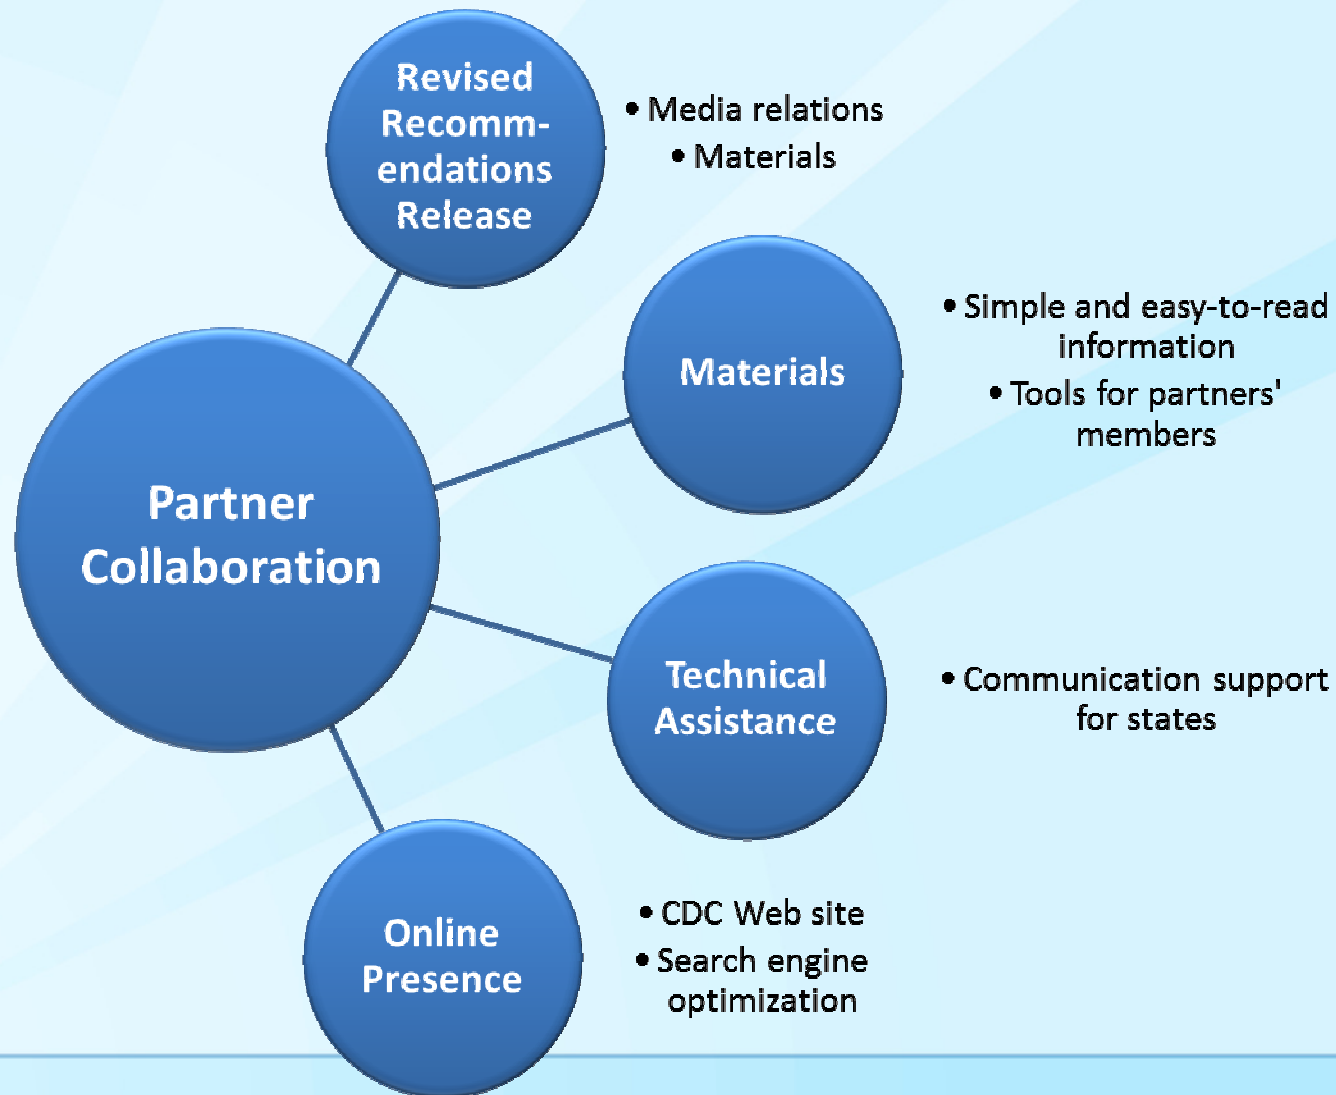 Revised
Recomm-
endations
Release
• Media relations
• Materials
Materials
• Simple and easy-to-read
information
• Tools for partners'
members
Partner
Collaboration
Technical
Assistance
• Communication support
for states
Online
Presence
• CDC Web site
• Search engine
optimization